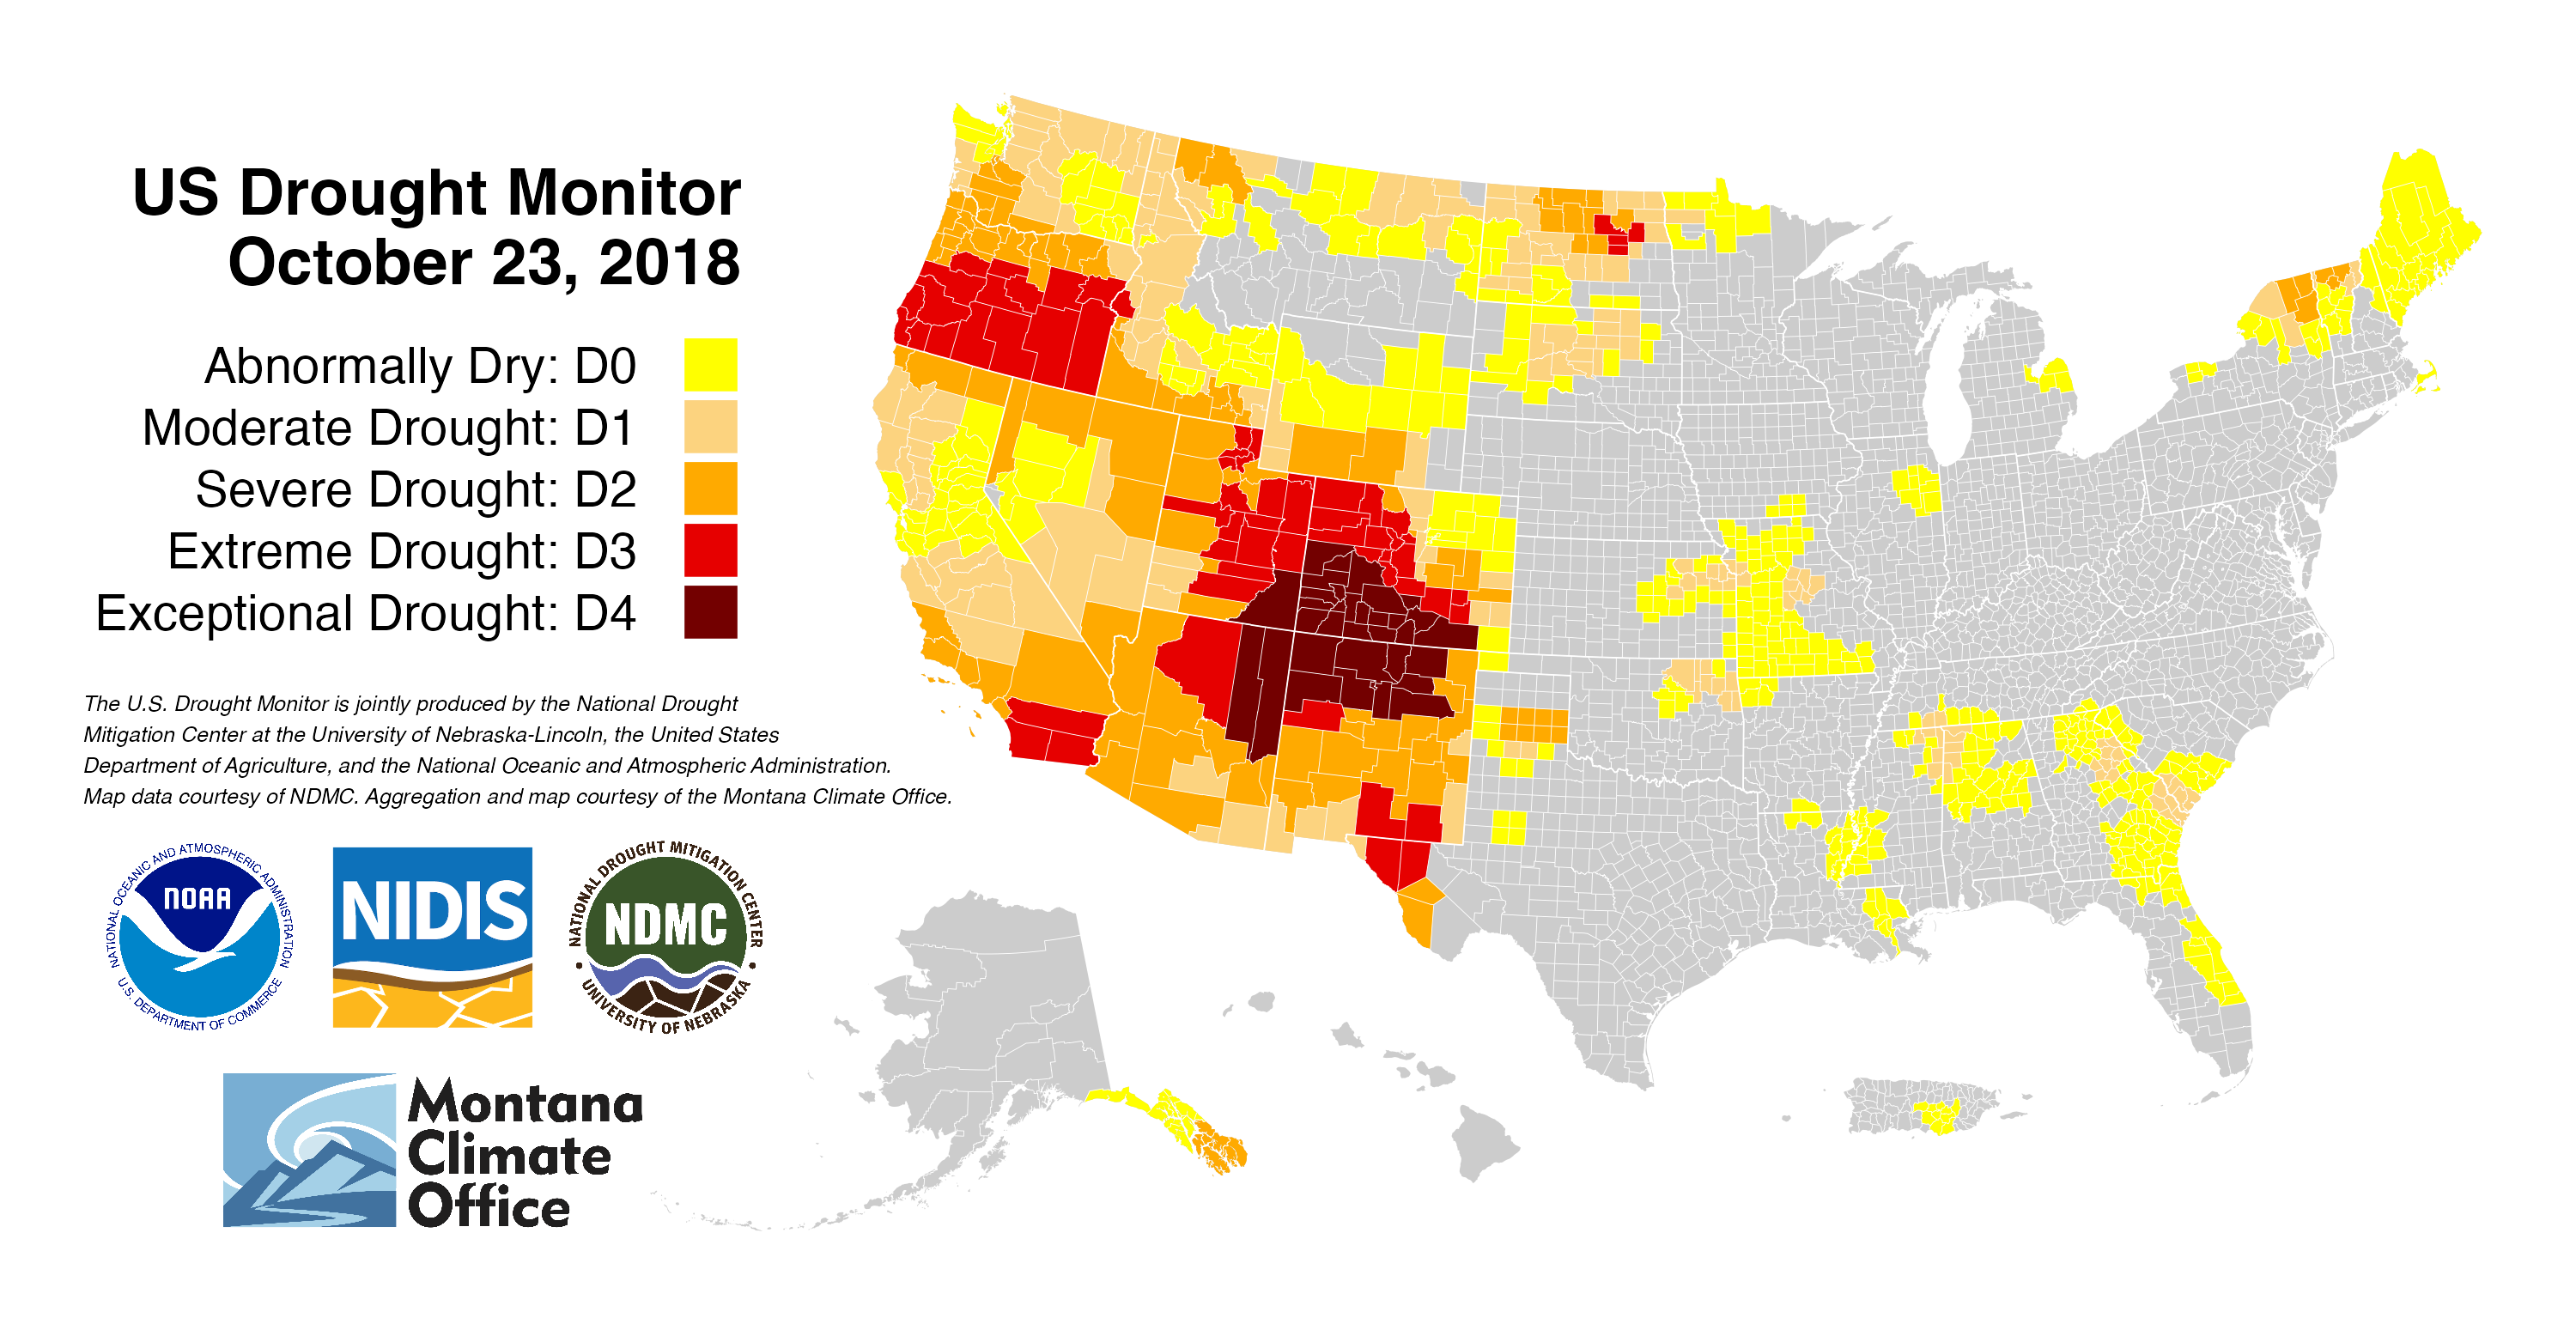 US Drought Monitor
October 23, 2018
Abnormally Dry: D0
Moderate Drought: D1
Severe Drought: D2
Extreme Drought: D3
Exceptional Drought: D4
The U.S. Drought Monitor is jointly produced by the National Drought
Mitigation Center at the University of Nebraska-Lincoln, the United States
Department of Agriculture, and the National Oceanic and Atmospheric Administration.
Map data courtesy of NDMC. Aggregation and map courtesy of the Montana Climate Office.
NATIONAL OCEANIC AND ATMOSPHERIC ADMINISTRATION
NOAA
U.S. DEPARTMENT OF COMMERCE
NIDIS
NATIONAL DROUGHT MITIGATION CENTER
NDMC
UNIVERSITY OF NEBRASKA
Montana
Climate
Office